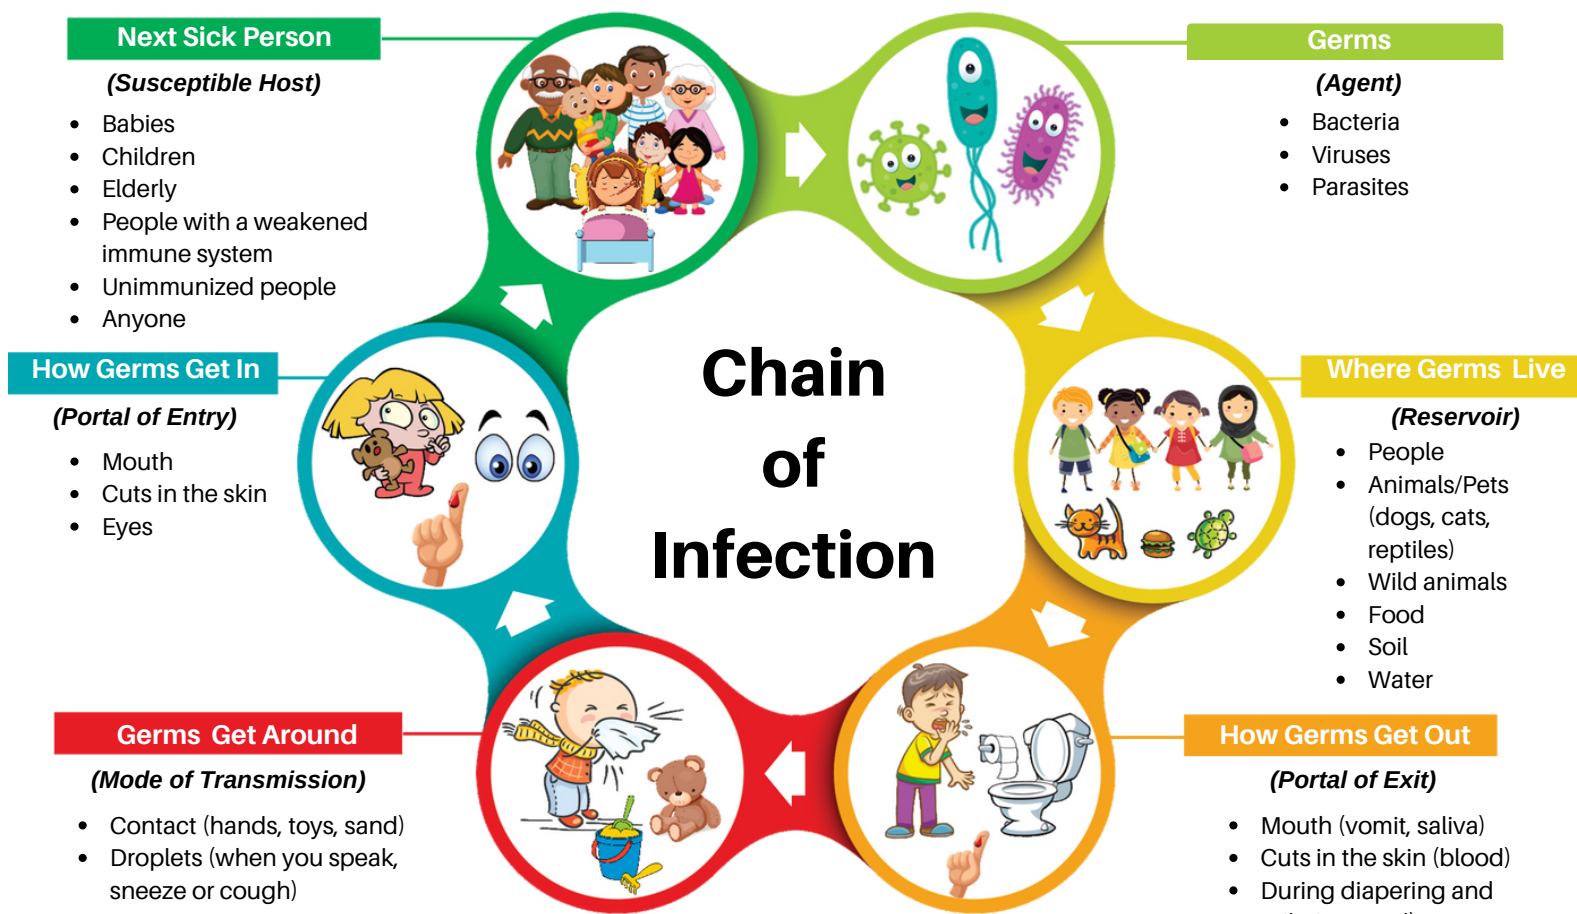 Next Sick Person
(Susceptible Host)
• Babies
• Children
• Elderly
• People with a weakened
immune system
• Unimmunized people
• Anyone
Germs
(Agent)
• Bacteria
• Viruses
• Parasites
How Germs Get In
(Portal of Entry)
• Mouth
• Cuts in the skin
• Eyes
Chain
of
Infection
Where Germs Live
(Reservoir)
• People
• Animals/Pets
(dogs, cats,
reptiles)
• Wild animals
• Food
• Soil
• Water
Germs Get Around
(Mode of Transmission)
• Contact (hands, toys, sand)
• Droplets (when you speak,
sneeze or cough)
How Germs Get Out
(Portal of Exit)
• Mouth (vomit, saliva)
• Cuts in the skin (blood)
• During diapering and